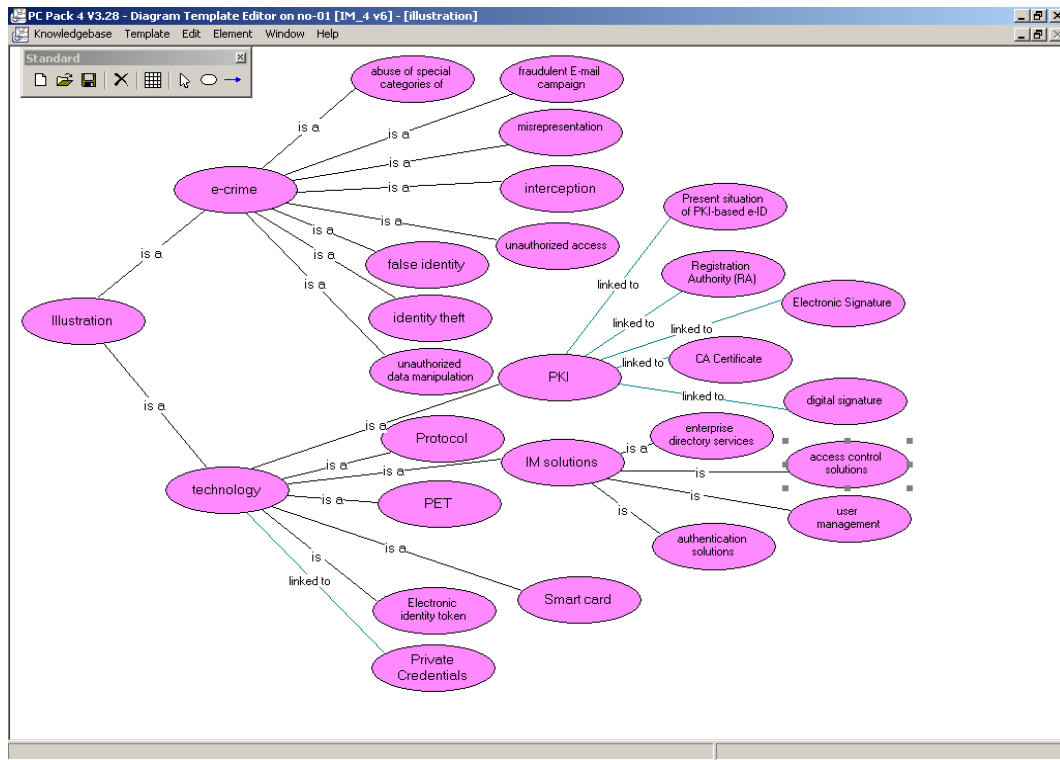 PC Pack 4 V3.28 - Diagram Template Editor on no-01 [IM_4 v6] - [illustration]
Knowledgebase Template Edit Element Window Help
Standard
abuse of special
categories of
fraudulent E-mail
campaign
is a
is a
misrepresentation
e-crime
is a
is a
interception
Present situation
of PKI-based e-ID
is a
unauthorized access
is a
is a
false identity
is a
Registration
Authority (RA)
linked to
is a
Electronic Signature
Illustration
identity theft
linked to
linked to
unauthorized
data manipulation
PKI
linked to
CA Certificate
linked to
digital signature
is a
is a
Protocol
enterprise
directory services
is a
is a
is a
IM solutions
access control
solutions
is
technology
is a
PET
is
is
user
management
authentication
solutions
is
is a
linked to
Electronic
identity token
Smart card
Private
Credentials